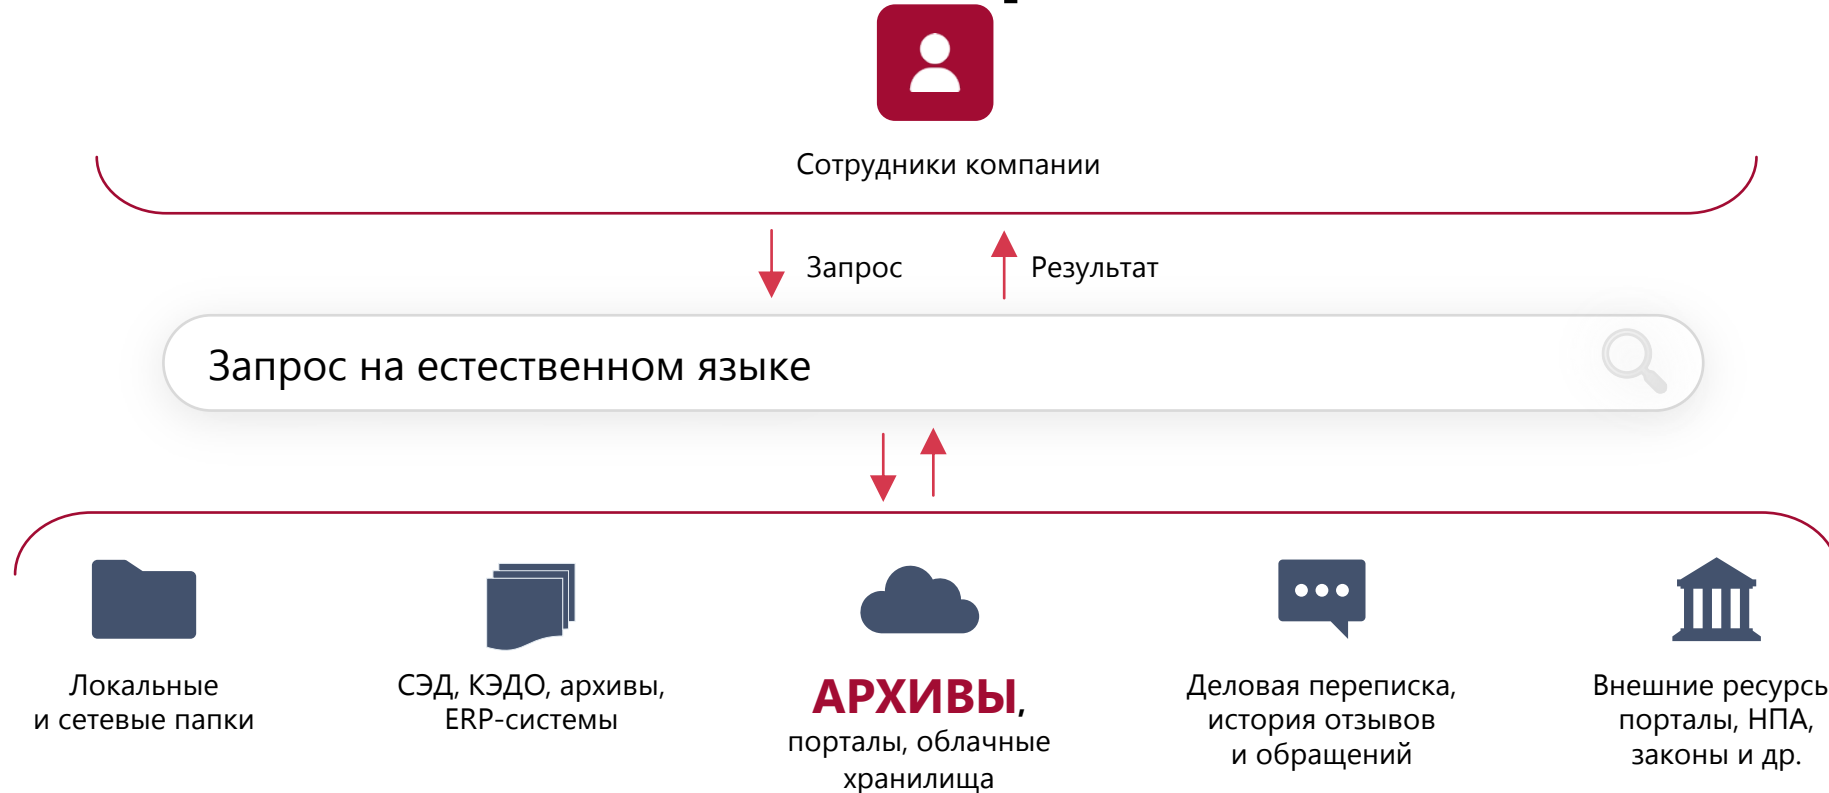 Сотрудники компании
Запрос
Результат
Запрос на естественном языке
Локальные
и сетевые папки
СЭД, КЭДО, архивы,
ERP-системы
АРХИВЫ,
порталы, облачные
хранилища
Деловая переписка,
история отзывов
и обращений
Внешние ресурсы
порталы, НПА,
законы и др.